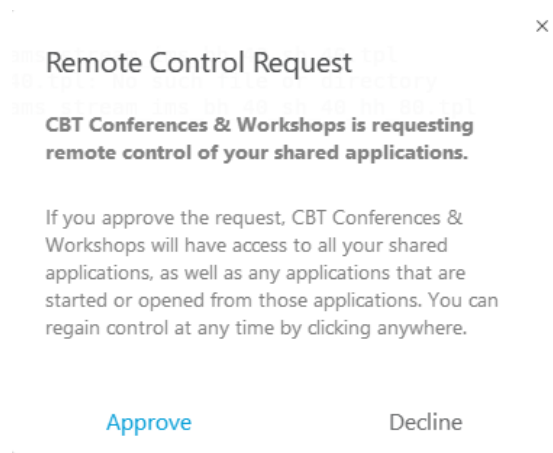 Remote Control Request
CBT Conferences & Workshops is requesting
remote control of your shared applications.
If you approve the request, CBT Conferences &
Workshops will have access to all your shared
applications, as well as any applications that are
started or opened from those applications. You can
regain control at any time by clicking anywhere.
Approve Decline